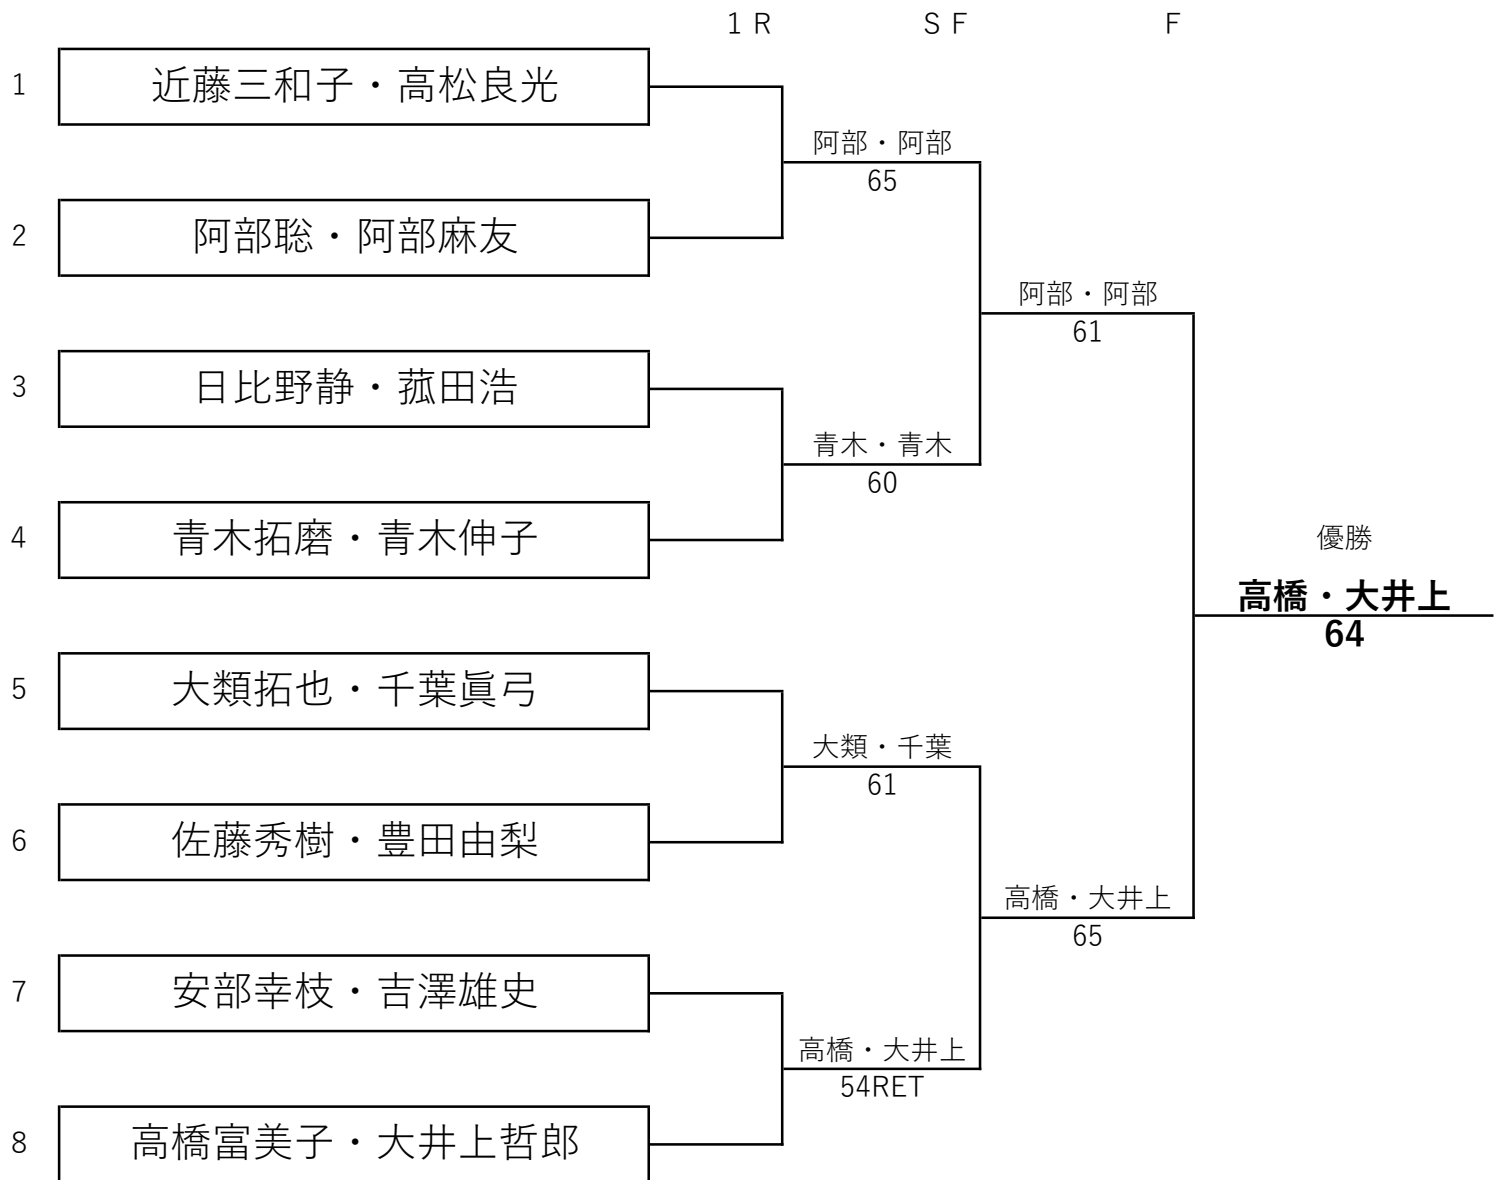 1R SF F
1 近藤三和子・高松良光
阿部・阿部
65
2 阿部聡・阿部麻友
阿部・阿部
61
3 日比野静・菰田浩
青木・青木
60
4 青木拓磨・青木伸子
優勝
高橋・大井上
64
5 大類拓也・千葉眞弓
大類・千葉
61
6 佐藤秀樹・豊田由梨
高橋・大井上
65
7 安部幸枝・吉澤雄史
高橋・大井上
54RET
8 高橋富美子・大井上哲郎